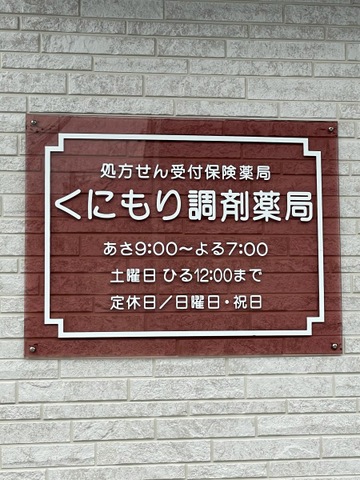 処方せん受付保険薬局
くにもり調剤薬局
あさ9:00〜よる7:00
土曜日 ひる12:00まで
定休日／日曜日・祝日